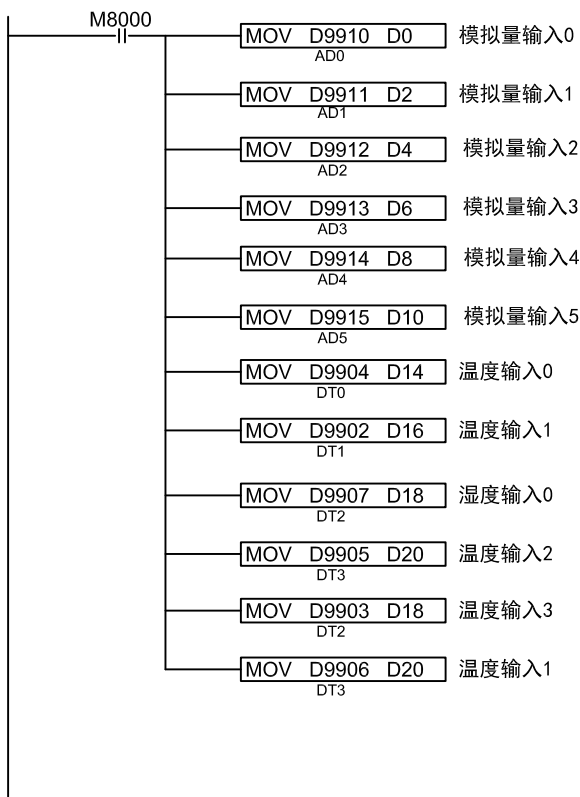 M8000
MOV D9910 D0 模拟量输入0
AD0
MOV D9911 D2 模拟量输入1
AD1
MOV D9912 D4 模拟量输入2
AD2
MOV D9913 D6 模拟量输入3
AD3
MOV D9914 D8 模拟量输入4
AD4
MOV D9915 D10 模拟量输入5
AD5
MOV D9904 D14 温度输入0
DT0
MOV D9902 D16 温度输入1
DT1
MOV D9907 D18 湿度输入0
DT2
MOV D9905 D20 温度输入2
DT3
MOV D9903 D18 温度输入3
DT2
MOV D9906 D20 温度输入1
DT3